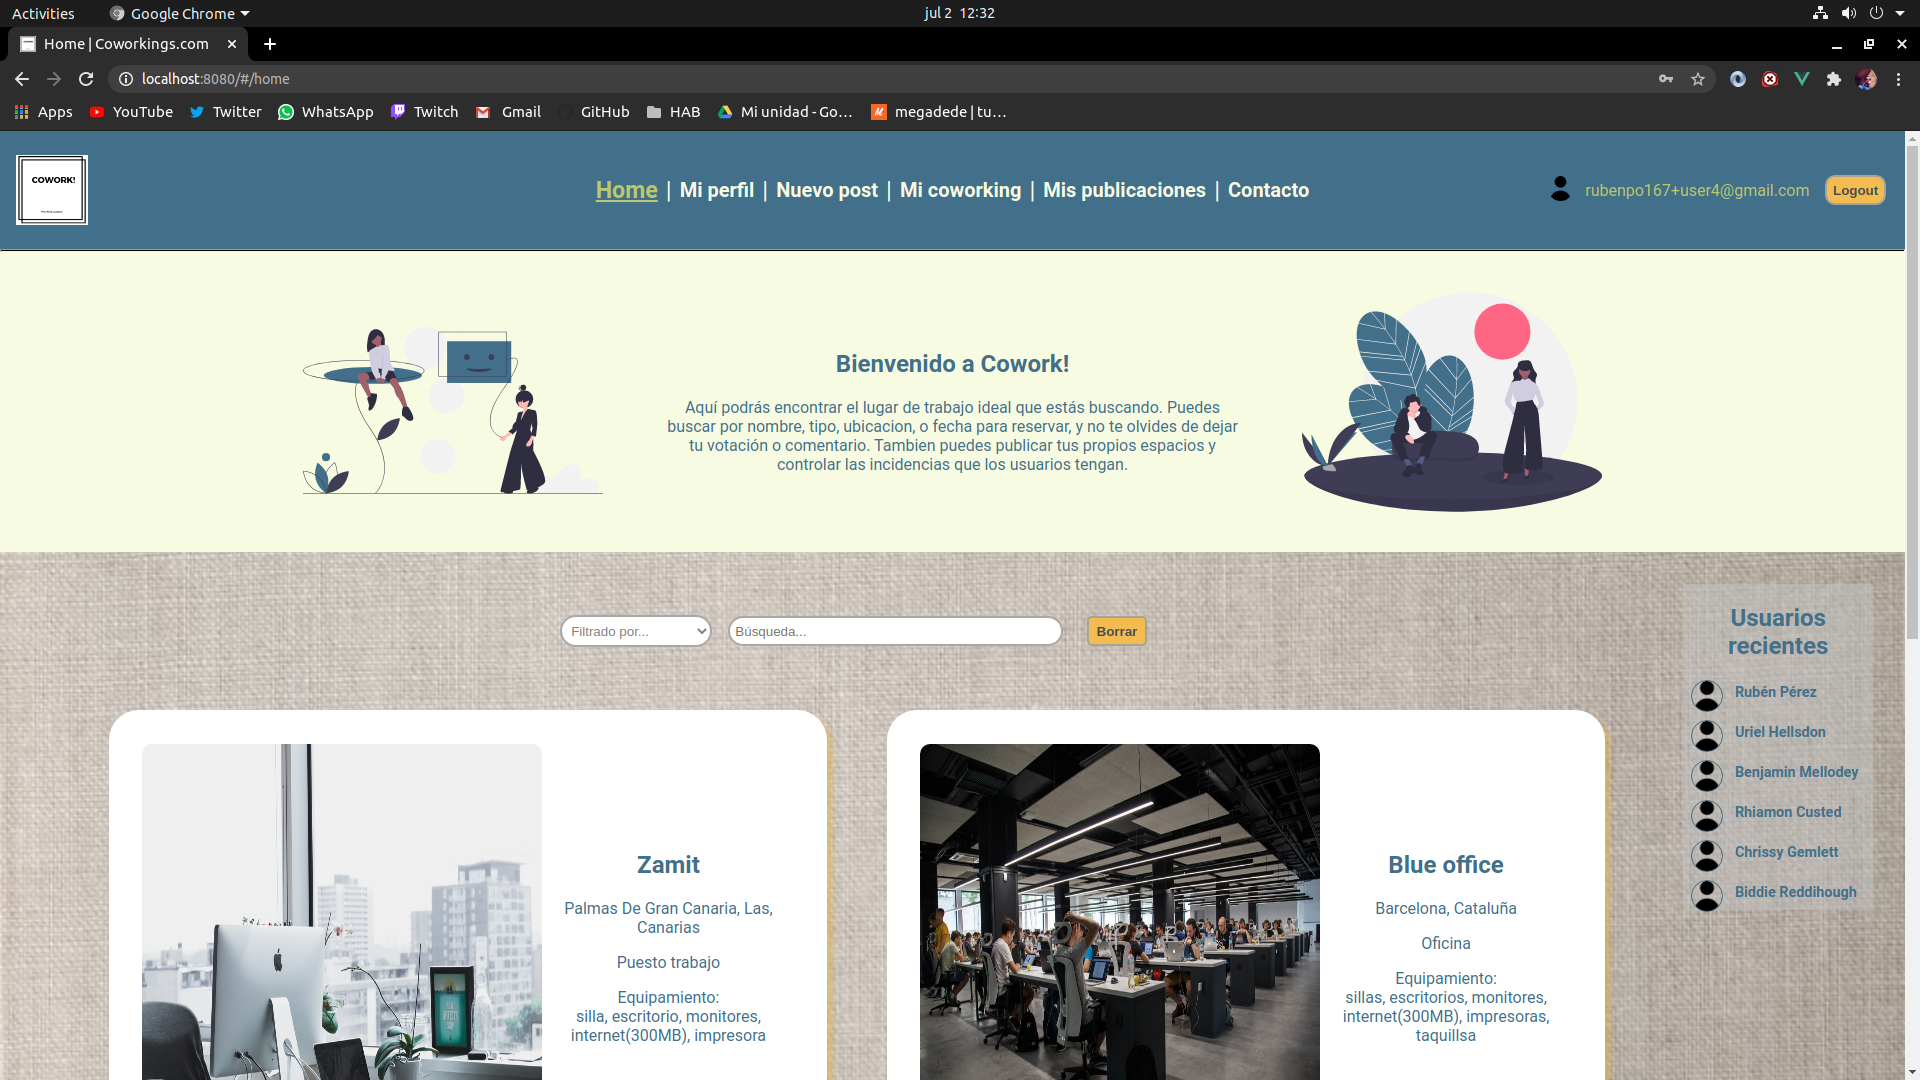 Activities
Google Chrome
jul 2 12:32
Home | Coworkings.com
localhost:8080/#/home
Apps
YouTube
Twitter
WhatsApp
Twitch
Gmail
GitHub
HAB
Mi unidad - Go...
megadede | tu...
COWORK!
Home | Mi perfil | Nuevo post | Mi coworking | Mis publicaciones | Contacto
rubenpo167+user4@gmail.com
Logout
Bienvenido a Cowork!
Aquí podrás encontrar el lugar de trabajo ideal que estás buscando. Puedes
buscar por nombre, tipo, ubicacion, o fecha para reservar, y no te olvides de dejar
tu votación o comentario. Tambien puedes publicar tus propios espacios y
controlar las incidencias que los usuarios tengan.
Filtrado por...
Búsqueda...
Borrar
Usuarios
recientes
Rubén Pérez
Uriel Hellsdon
Benjamin Mellodey
Rhiamon Custed
Chrissy Gemlett
Biddie Reddihough
Zamit
Palmas De Gran Canaria, Las,
Canarias
Puesto trabajo
Equipamiento:
silla, escritorio, monitores,
internet(300MB), impresora
Blue office
Barcelona, Cataluña
Oficina
Equipamiento:
sillas, escritorios, monitores,
internet(300MB), impresoras,
taquillsa